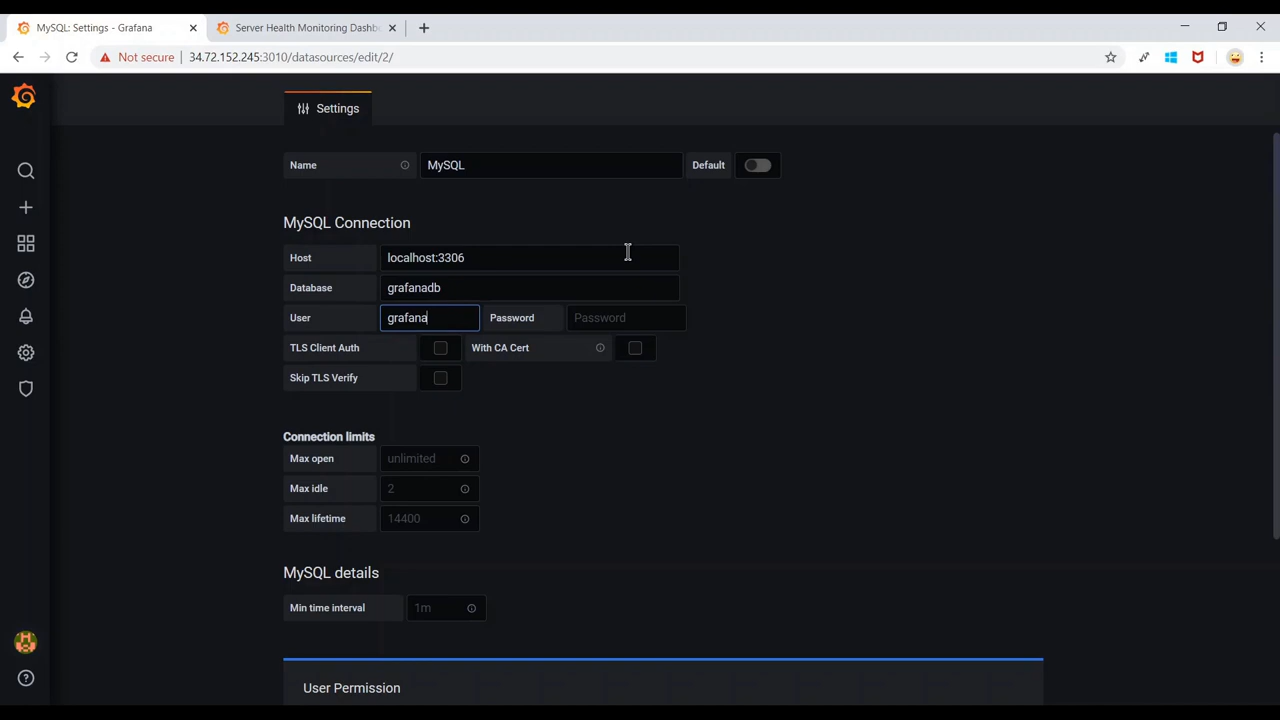 MySQL: Settings - Grafana
Server Health Monitoring Dashb
Not secure
34.72.152.245:3010/datasources/edit/2/
Settings
Name MySQL Default
MySQL Connection
Host localhost:3306
Database grafanadb
User grafana Password Password
TLS Client Auth With CA Cert
Skip TLS Verify
Connection limits
Max open unlimited
Max idle 2
Max lifetime 14400
MySQL details
Min time interval 1m
User Permission